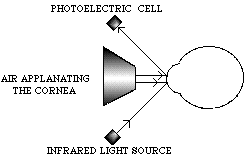 PHOTOELECTRIC CELL
AIR APPLANATING
THE CORNEA
INFRARED LIGHT SOURCE